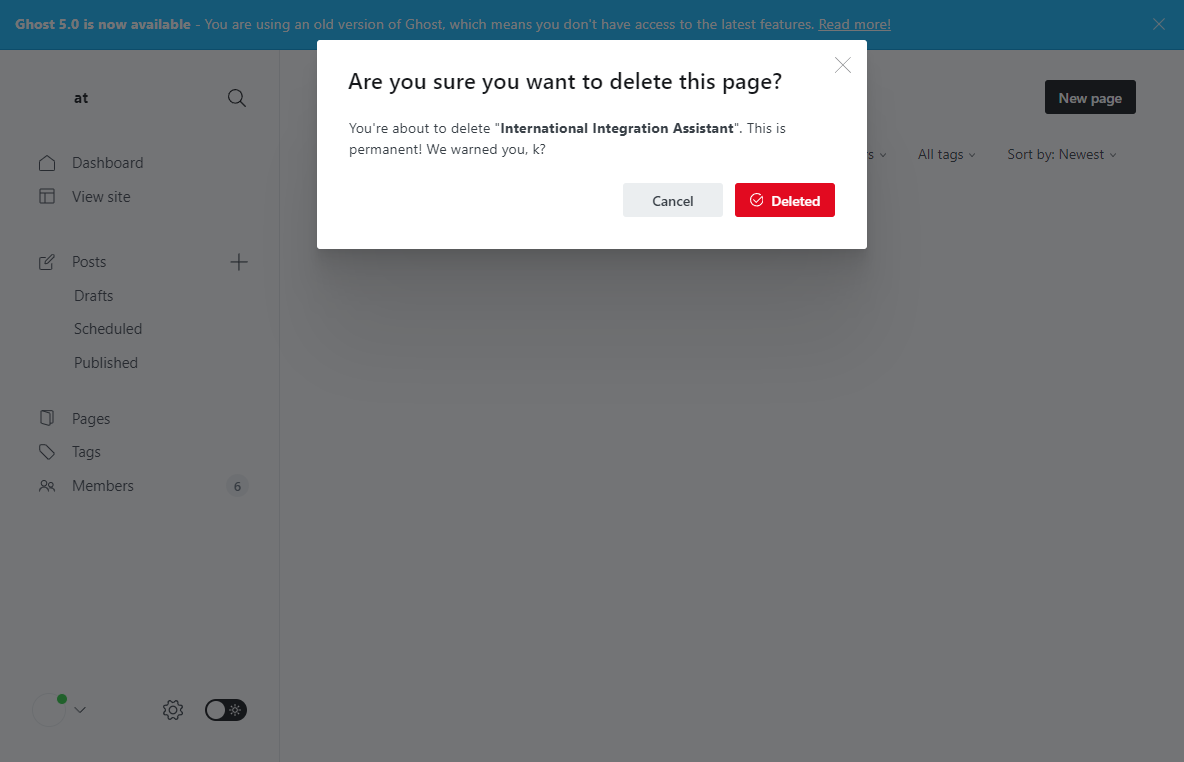 Ghost 5.0 is now available - You are using an old version of Ghost, which means you don't have access to the latest features. Read more!
Are you sure you want to delete this page?
You're about to delete "International Integration Assistant". This is
permanent! We warned you, k?
Cancel
Deleted
at
New page
All tags
Sort by: Newest
Dashboard
View site
Posts
Drafts
Scheduled
Published
Pages
Tags
Members
6